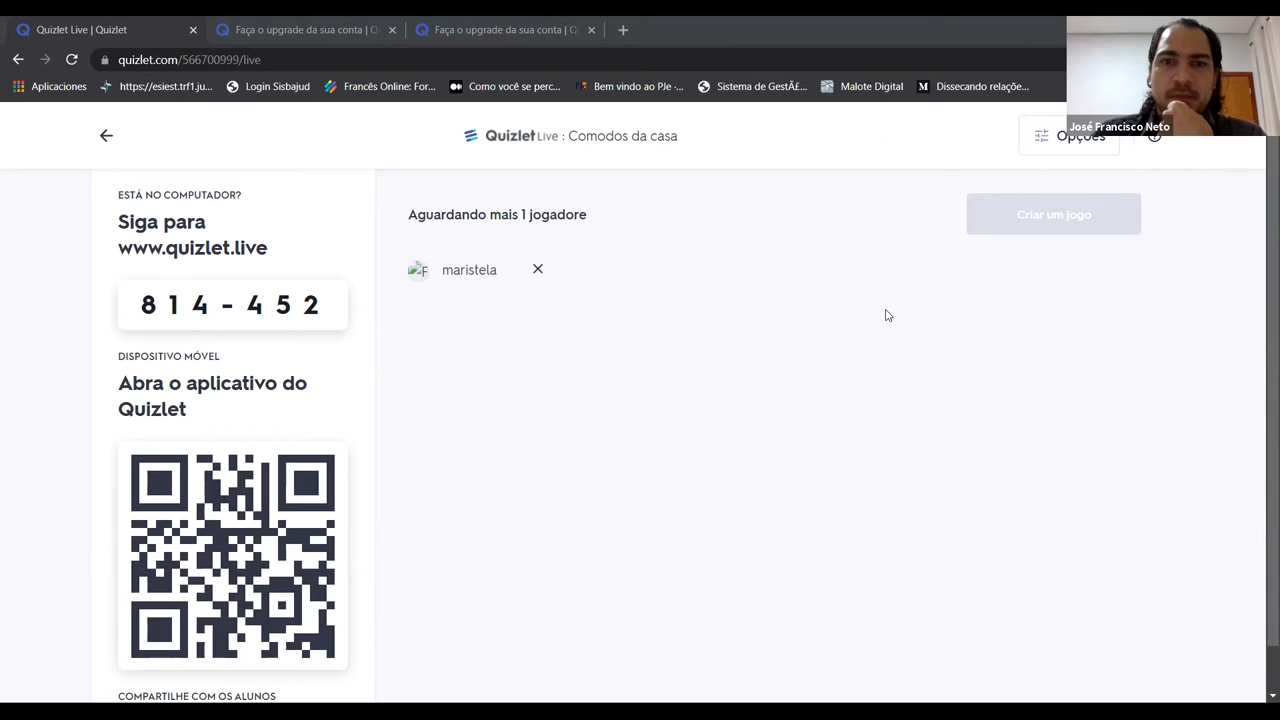 Quizlet Live | Quizlet
Faça o upgrade da sua conta | Q
Faça o upgrade da sua conta | Q
quizlet.com/566700999/live
Aplicaciones
https://esiest.trf1.ju...
Login Sisbajud
Francês Online: For...
Como você se perc...
Bem vindo ao PJe ·...
Sistema de GestÃ£...
Malote Digital
Dissecando relaçõe...
José Francisco Neto
Quizlet Live : Comodos da casa
Opções
ESTÁ NO COMPUTADOR?
Siga para
www.quizlet.live
814-452
DISPOSITIVO MÓVEL
Abra o aplicativo do
Quizlet
COMPARTILHE COM OS ALUNOS
Aguardando mais 1 jogadore
Criar um jogo
maristela